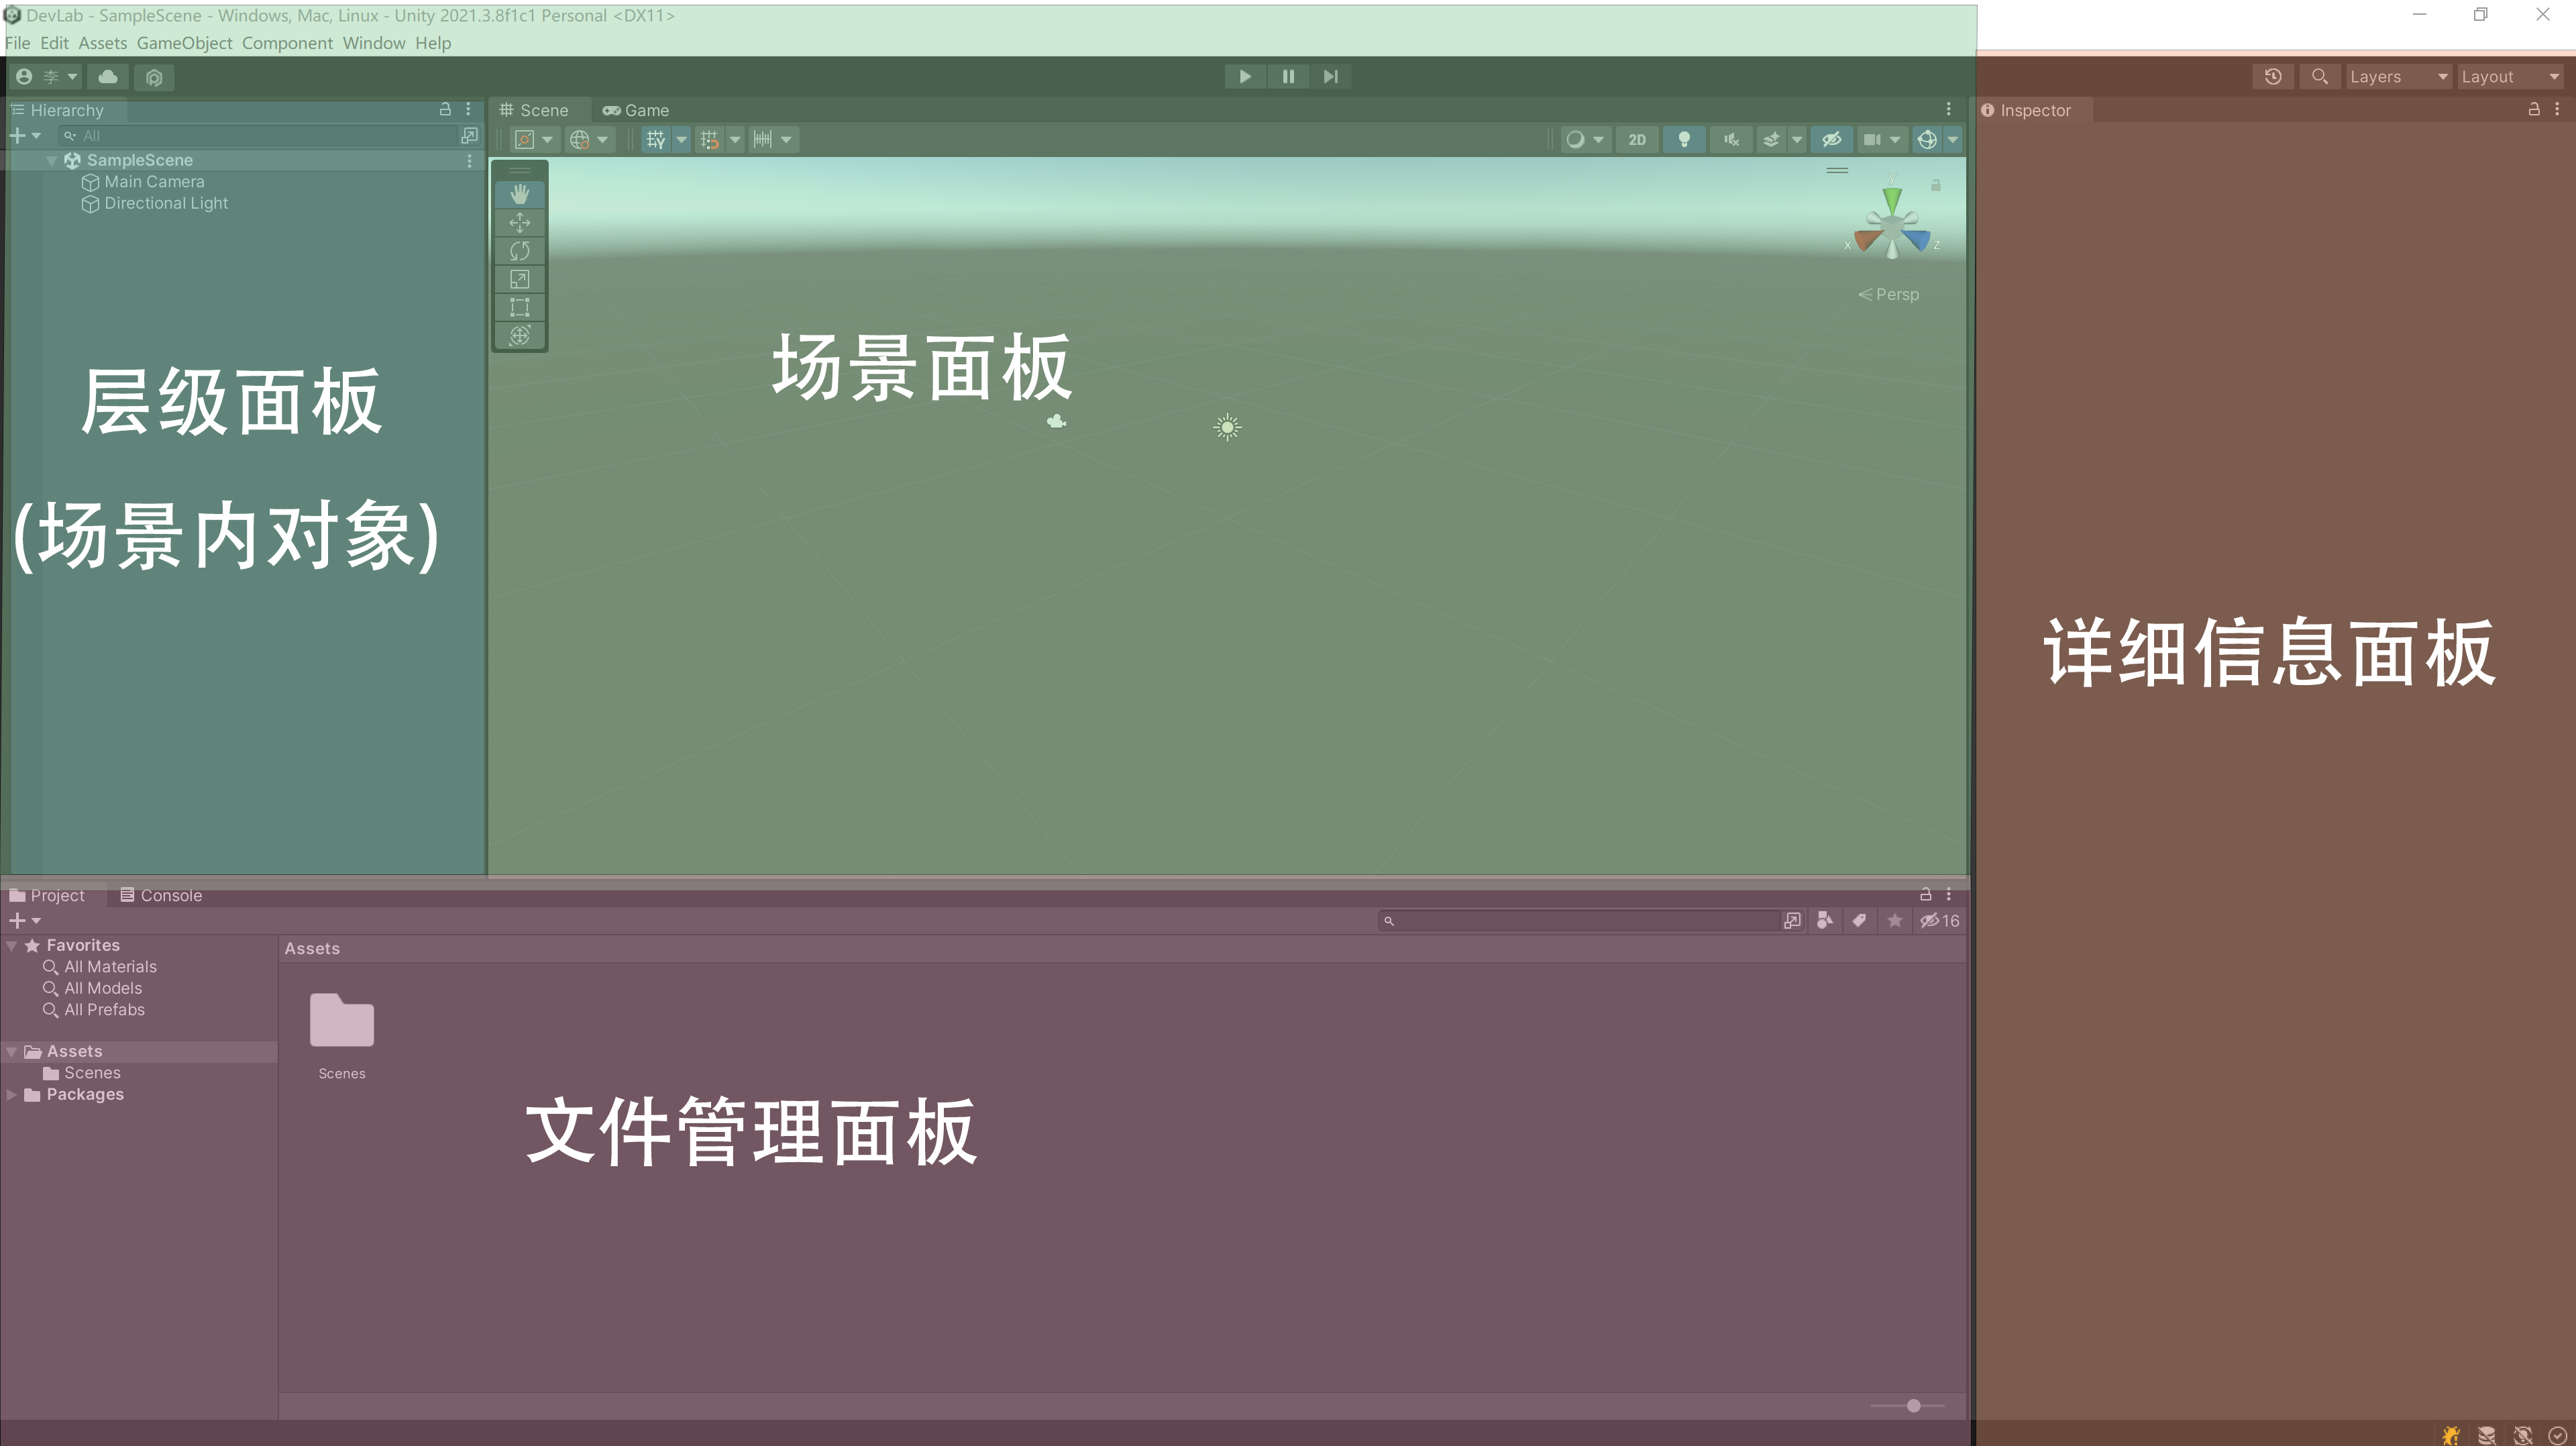 DevLab - SampleScene - Windows, Mac, Linux - Unity 2021.3.8f1c1 Personal <DX11>
File Edit Assets GameObject Component Window Help
李
Layers
Layout
Hierarchy
All
SampleScene
Main Camera
Directional Light
层级面板
(场景内对象)
Scene
Game
2D
y
x
z
Persp
场景面板
Inspector
详细信息面板
Project
Console
16
Favorites
All Materials
All Models
All Prefabs
Assets
Scenes
Packages
Assets
Scenes
文件管理面板